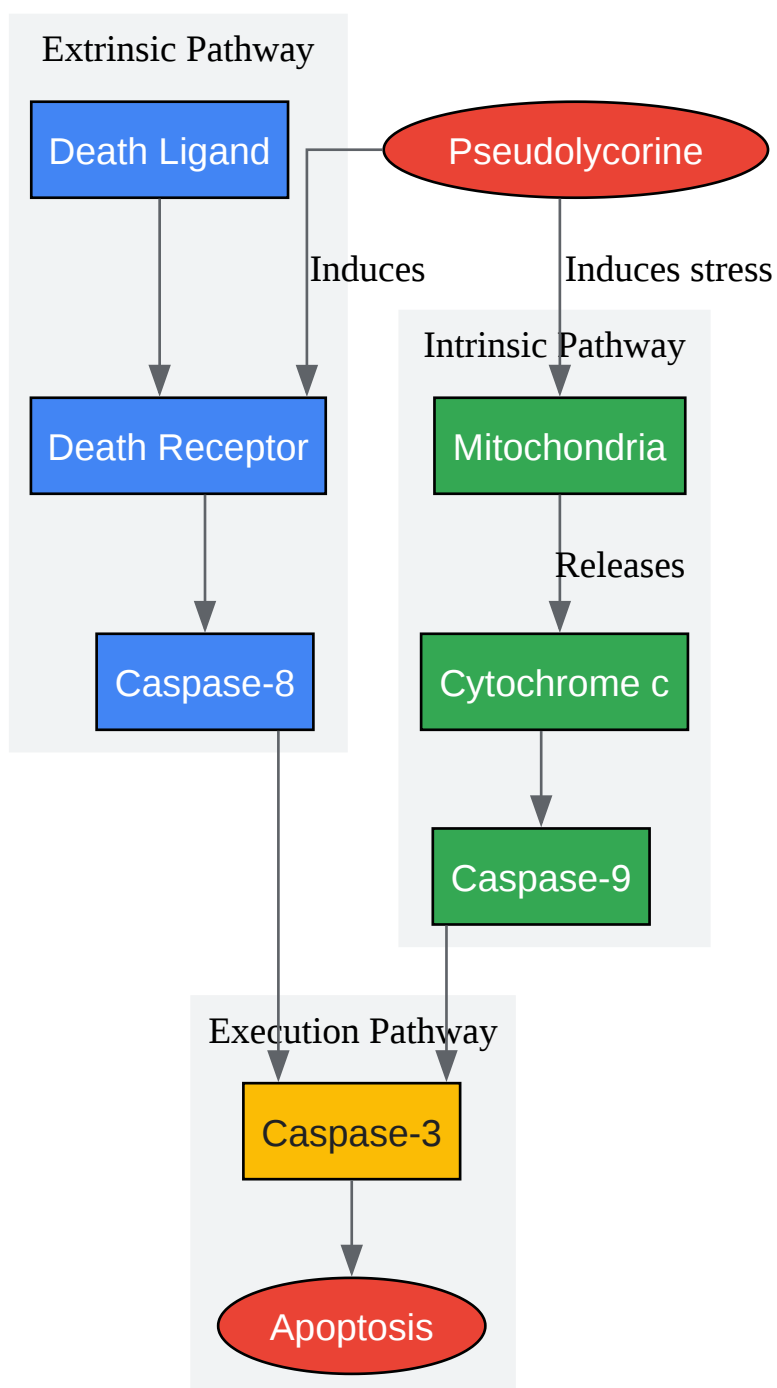 Extrinsic Pathway
Death Ligand
Pseudolycorine
Induces
Induces stress
Intrinsic Pathway
Death Receptor
Mitochondria
Releases
Caspase-8
Cytochrome c
Caspase-9
Execution Pathway
Caspase-3
Apoptosis